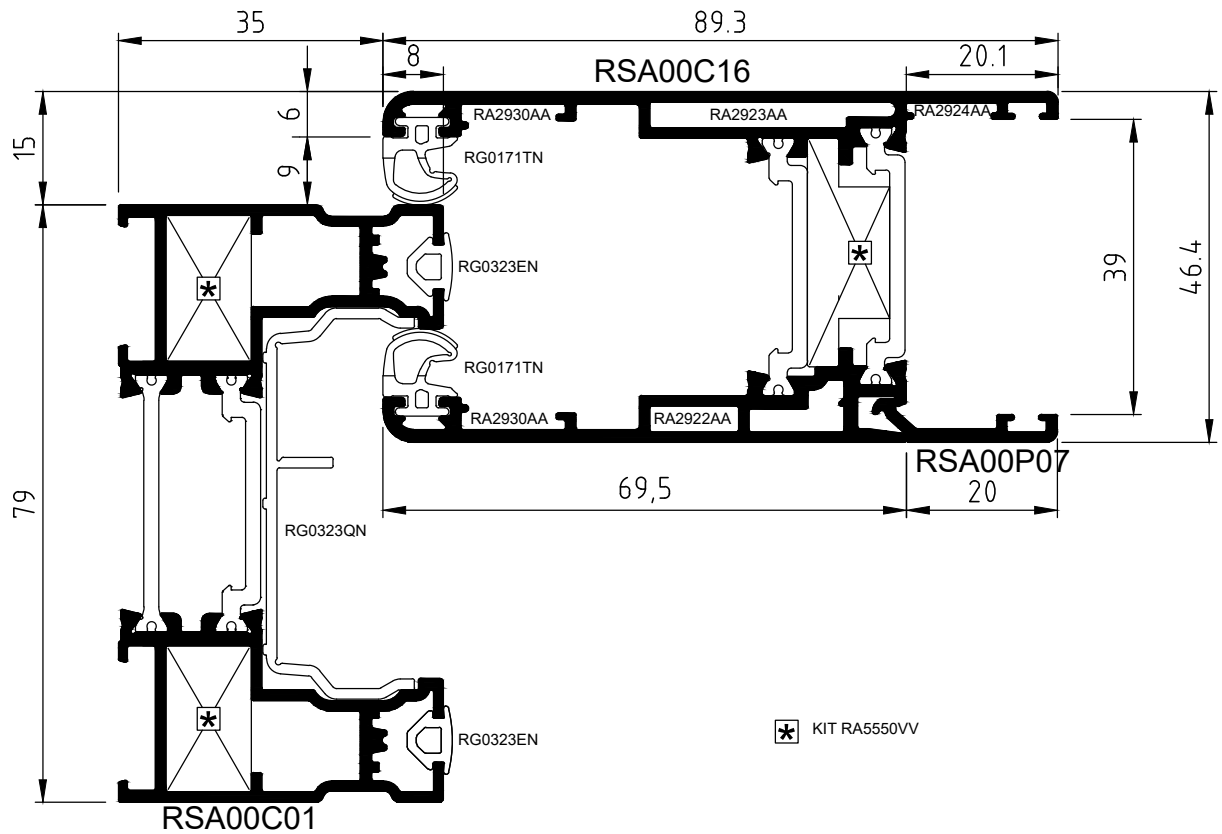 35
89.3
8
20.1
RSA00C16
6
RA2930AA
RA2923AA
RA2924AA
15
RG0171TN
9
RG0323EN
*
*
39
46.4
RG0171TN
RA2930AA
RA2922AA
RSA00P07
69,5
20
79
RG0323QN
*
RG0323EN
* KIT RA5550VV
RSA00C01